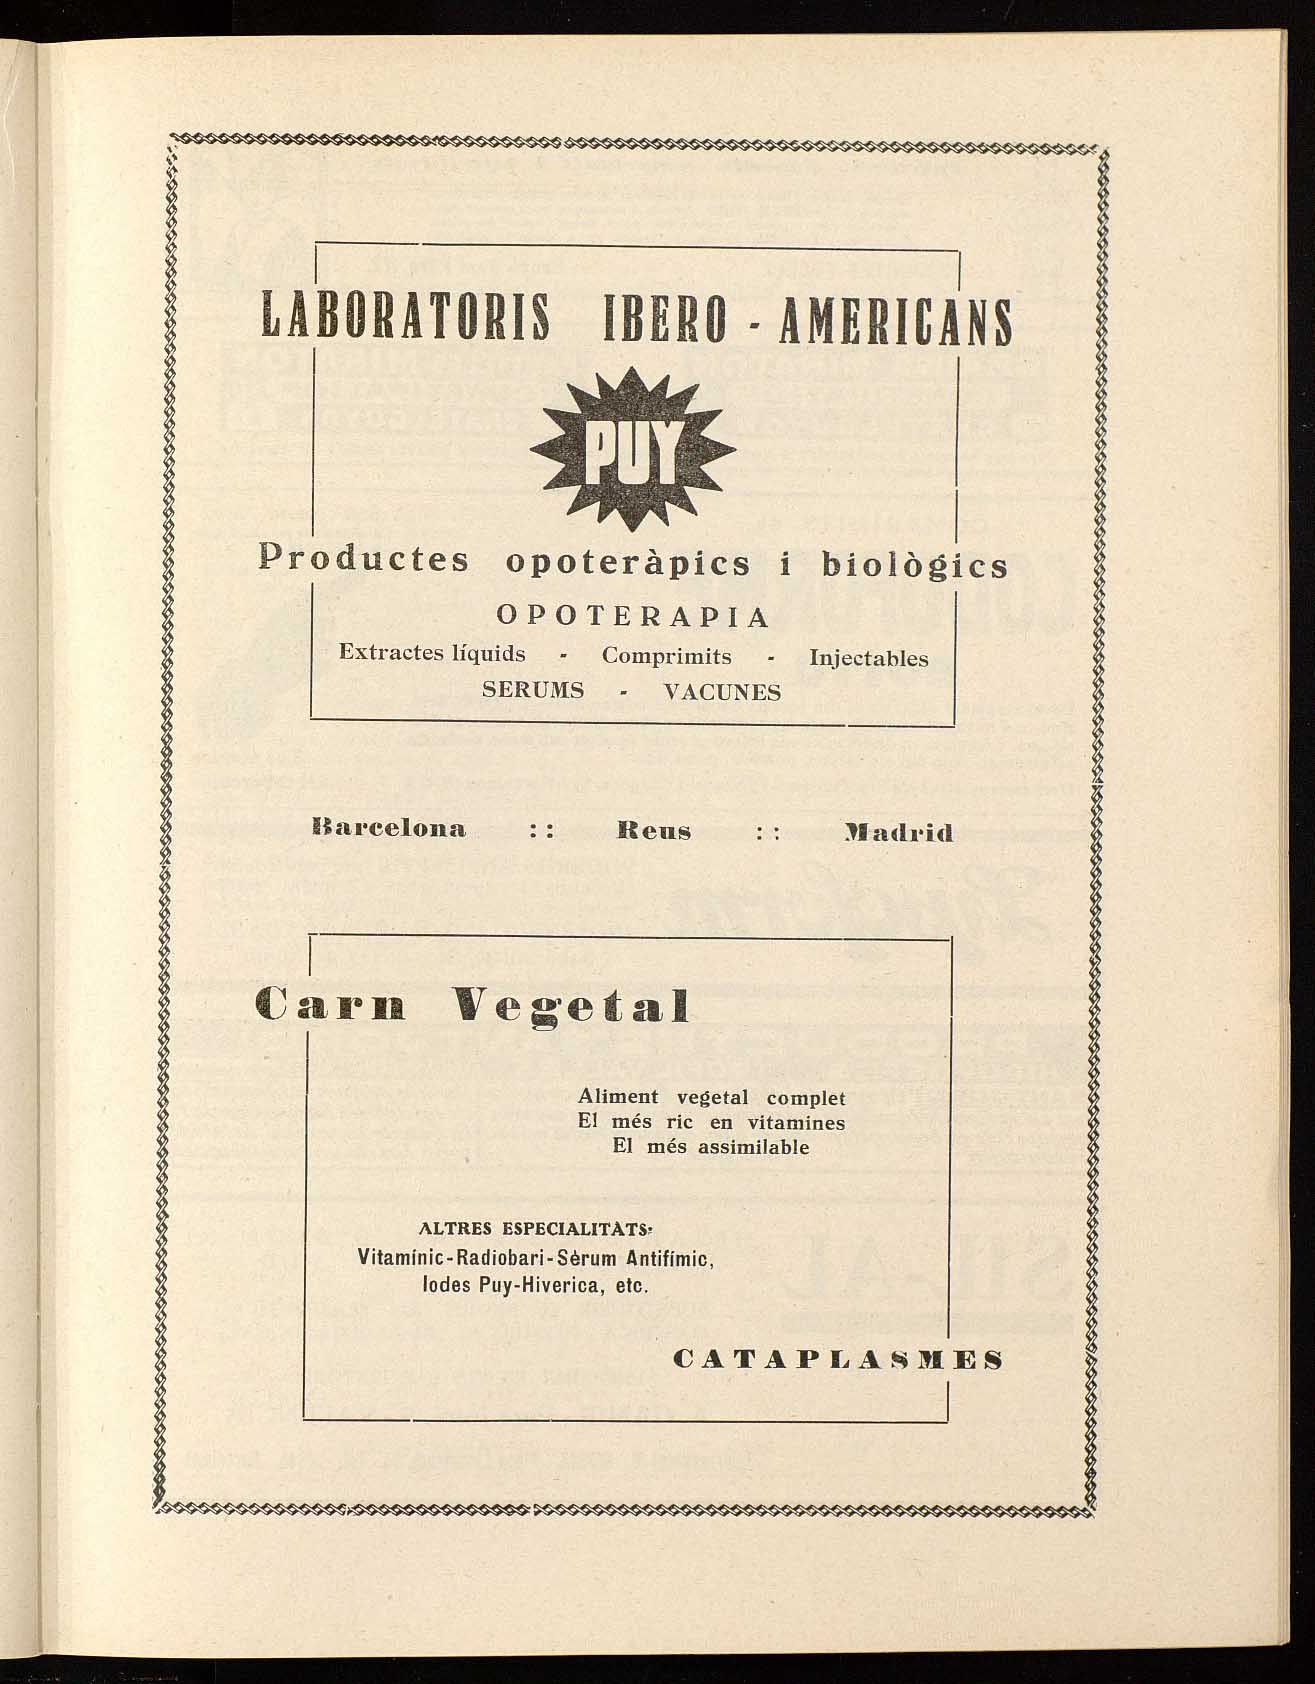 LABORATORIS IBERO - AMERICANS
PUY
Productes opoteràpics i biològics
OPOTERAPIA
Extractes líquids - Comprimits - Injectables
SERUMS - VACUNES
Barcelona :: Reus :: Madrid
Carn Vegetal
Aliment vegetal complet
El més ric en vitamines
El més assimilable
ALTRES ESPECIALITATS:
Vitamínic-Radiobari-Sèrum Antifímic,
Iodes Puy-Hiverica, etc.
CATAPLASMES